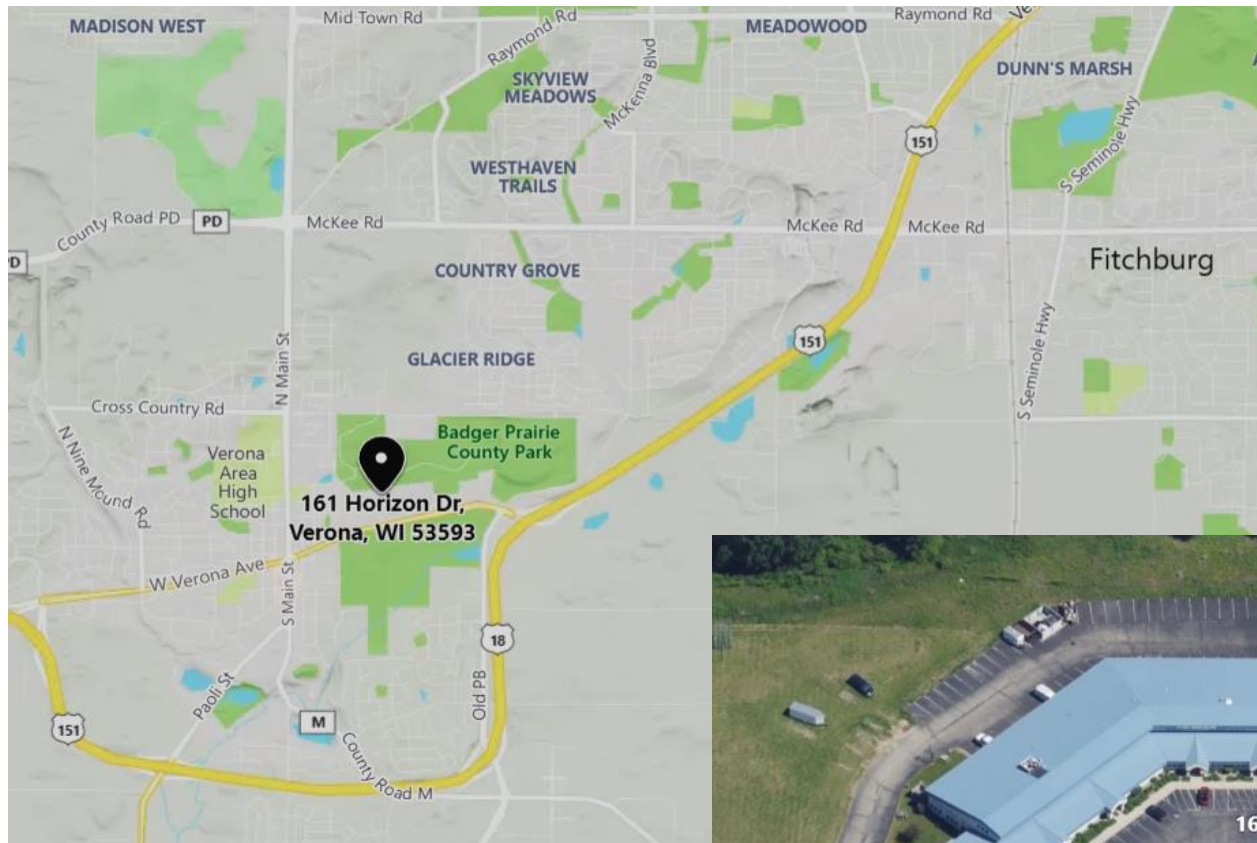 MADISON WEST
Mid Town Rd
Raymond Rd
MEADOWOOD
Raymond Rd
Ve
SKYVIEW
MEADOWS
McKenna Blvd
DUNN'S MARSH
A
151
WESTHAVEN
TRAILS
S Seminole Hwy
County Road PD
PD
McKee Rd
McKee Rd
McKee Rd
PD
COUNTRY GROVE
Fitchburg
N Main St
151
S Seminole Hwy
GLACIER RIDGE
Cross Country Rd
N Nine Mound Rd
Verona
Area
High
School
Badger Prairie
County Park
161 Horizon Dr,
Verona, WI 53593
W Verona Ave
S Main St
18
Paoli St
Old PB
151
M
County Road M
16